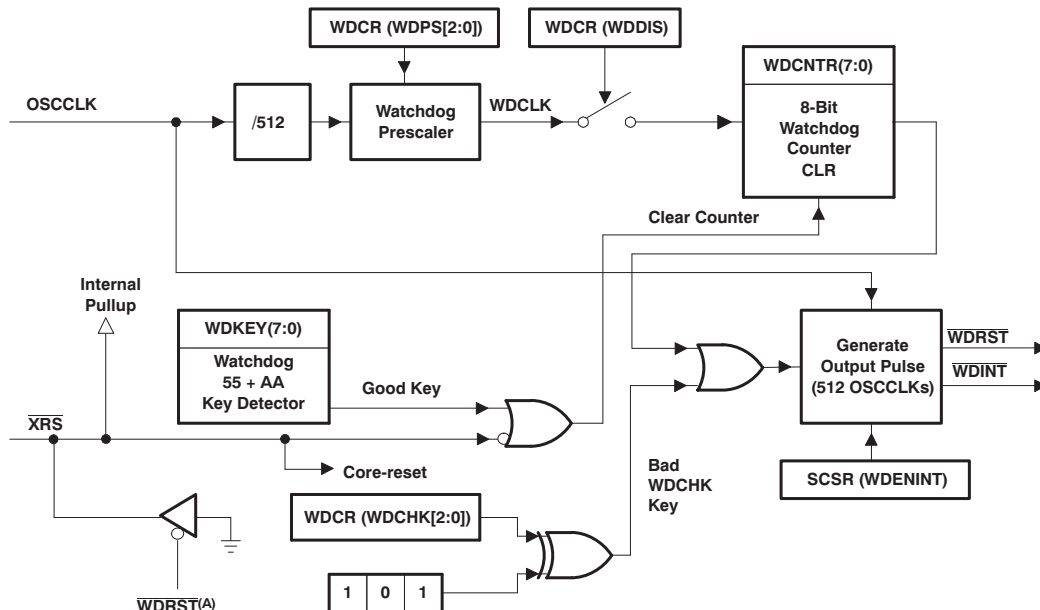 WDCR (WDPS[2:0])
WDCR (WDDIS)
WDCNTR(7:0)
OSCCLK
/512
Watchdog
Prescaler
WDCLK
8-Bit
Watchdog
Counter
CLR
Clear Counter
Internal
Pullup
WDKEY(7:0)
Watchdog
55 + AA
Key Detector
Good Key
Generate
Output Pulse
(512 OSCCLKs)
WDRST
WDINT
XRS
Core-reset
Bad
WDCHK
Key
SCSR (WDENINT)
WDCR (WDCHK[2:0])
WDRST(A)
1 0 1